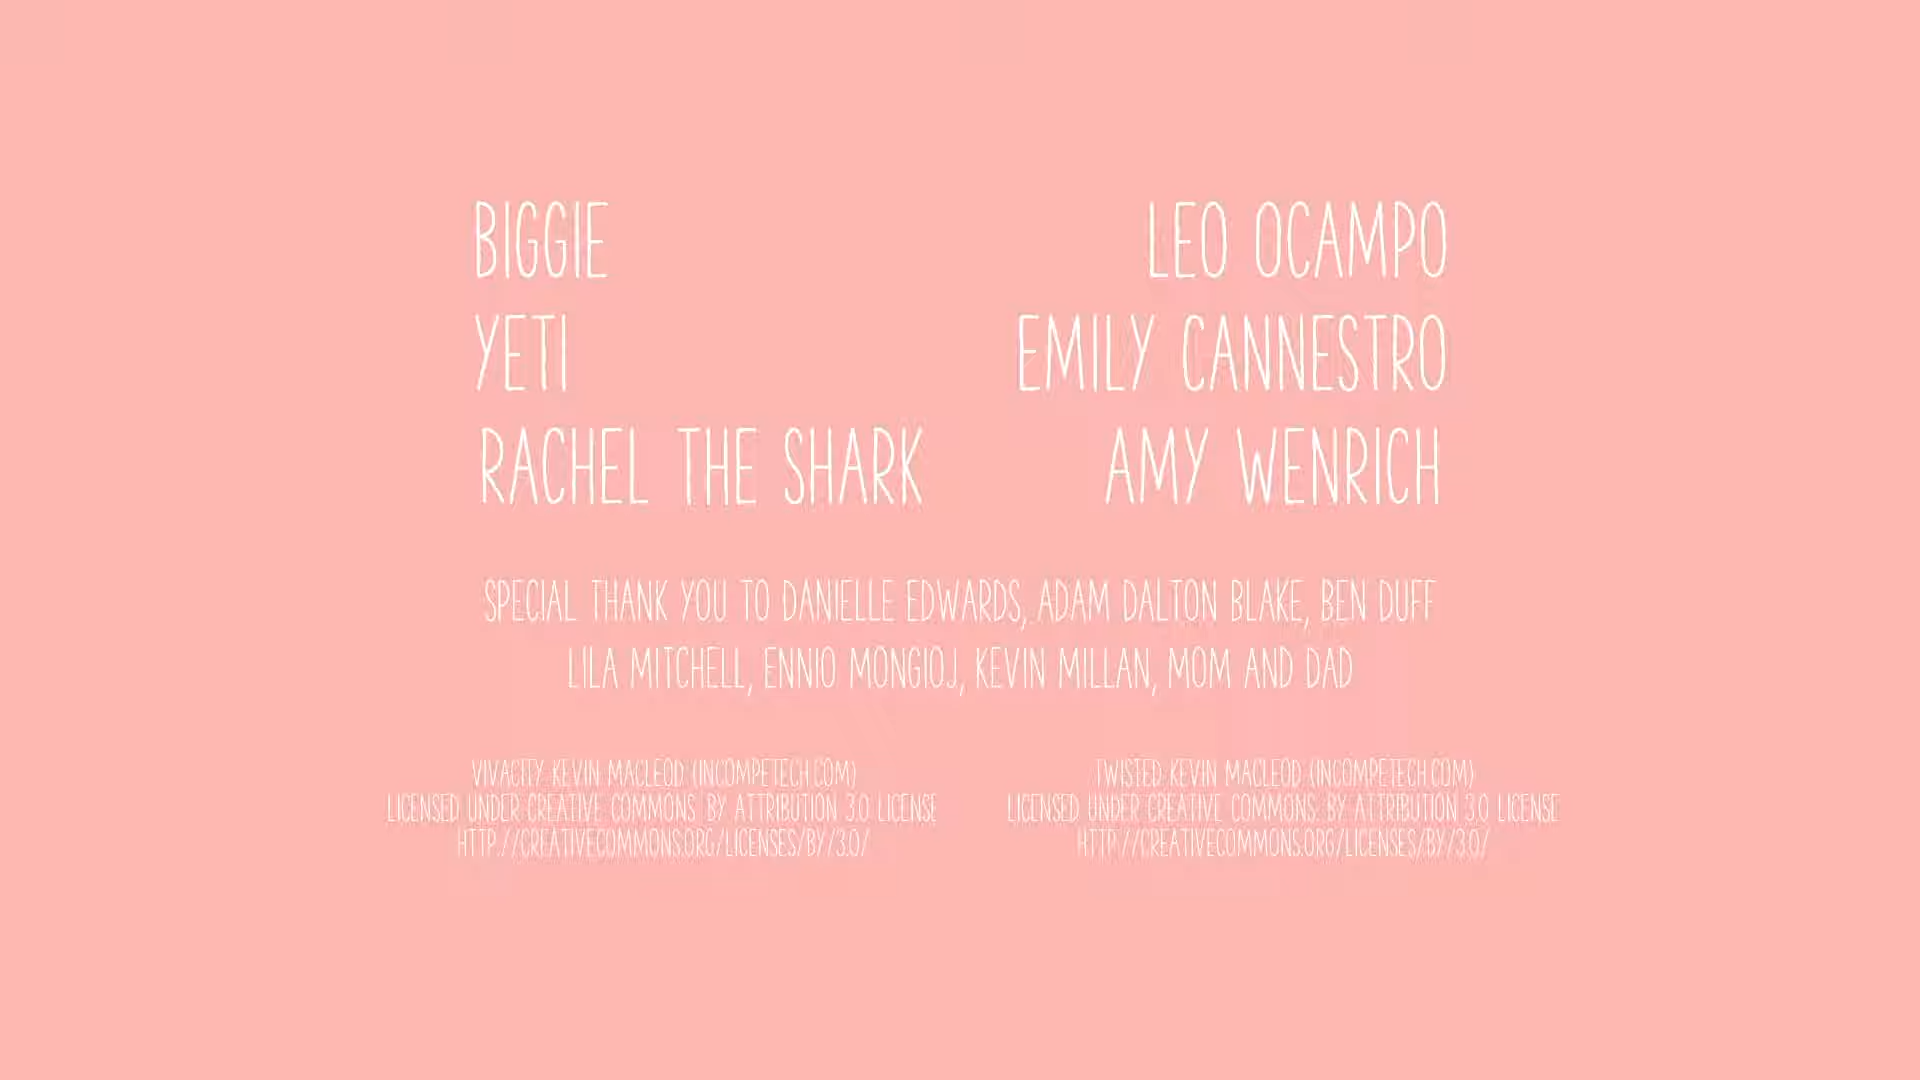 BIGGIE LEO OCAMPO
YETI EMILY CANNESTRO
RACHEL THE SHARK AMY WENRICH
SPECIAL THANK YOU TO DANIELLE EDWARDS, ADAM DALTON BLAKE, BEN DUFF
LILA MITCHELL, ENNIO MONGIOJ, KEVIN MILLAN, MOM AND DAD
VIVACITY KEVIN MACLEOD (INCOMPETECH.COM)
LICENSED UNDER CREATIVE COMMONS: BY ATTRIBUTION 3.0 LICENSE
HTTP://CREATIVECOMMONS.ORG/LICENSES/BY/3.0/
TWISTED KEVIN MACLEOD (INCOMPETECH.COM)
LICENSED UNDER CREATIVE COMMONS: BY ATTRIBUTION 3.0 LICENSE
HTTP://CREATIVECOMMONS.ORG/LICENSES/BY/3.0/